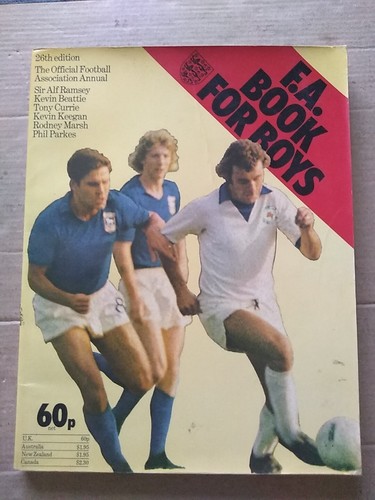 26th edition
The Official Football
Association Annual
Sir Alf Ramsey
Kevin Beattie
Tony Currie
Kevin Keegan
Rodney Marsh
Phil Parkes
F.A.
BOOK
FOR BOYS
60p
U.K. 60p
Australia $1.95
New Zealand $1.95
Canada $2.50